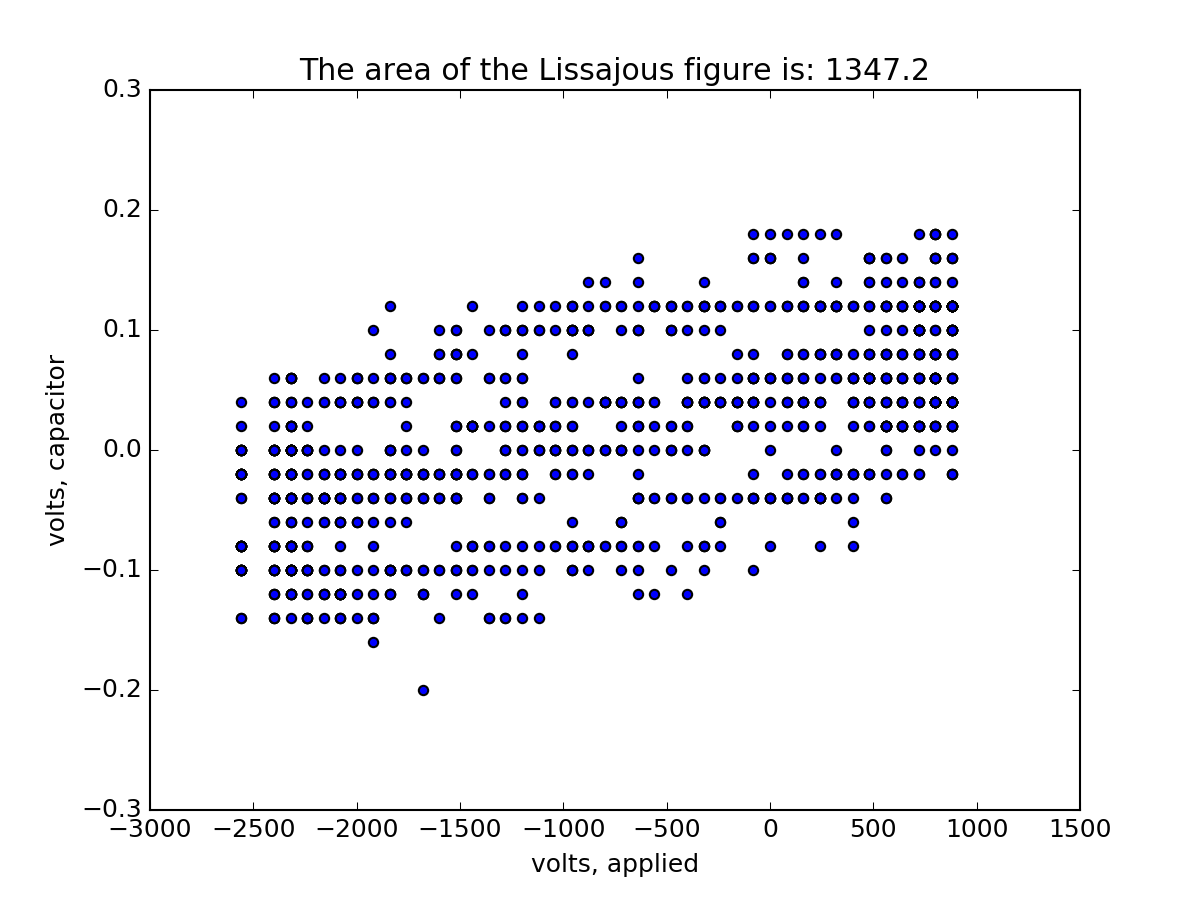 The area of the Lissajous figure is: 1347.2
0.3
0.2
0.1
0.0
−0.1
−0.2
−0.3
volts, capacitor
−3000 −2500 −2000 −1500 −1000 −500 0 500 1000 1500
volts, applied